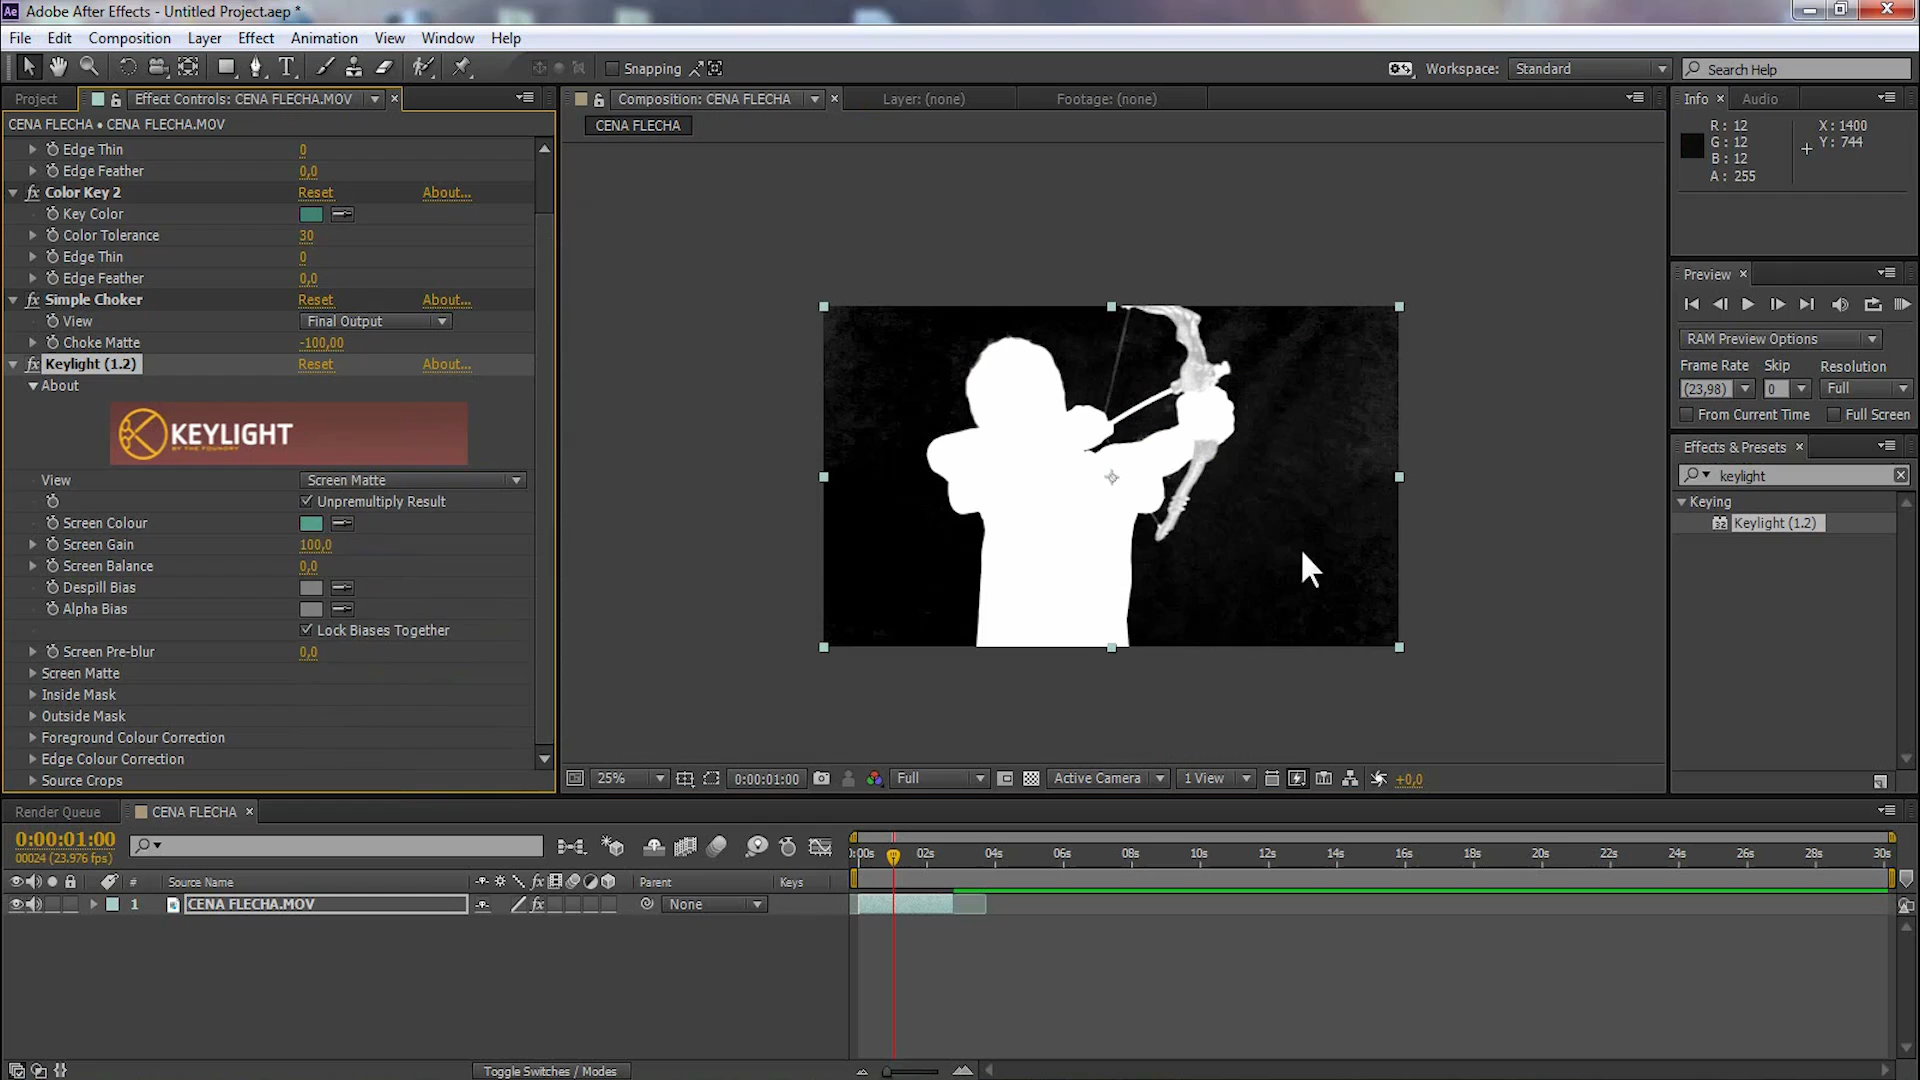 Adobe After Effects - Untitled Project.aep *
File Edit Composition Layer Effect Animation View Window Help
Snapping Workspace: Standard Search Help
Project Effect Controls: CENA FLECHA.MOV
CENA FLECHA • CENA FLECHA.MOV
Edge Thin 0
Edge Feather 0,0
fx Color Key 2 Reset About...
Key Color
Color Tolerance 30
Edge Thin 0
Edge Feather 0,0
fx Simple Choker Reset About...
View Final Output
Choke Matte -100,00
fx Keylight (1.2) Reset About...
About
KEYLIGHT
BY THE FOUNDRY
View Screen Matte
Unpremultiply Result
Screen Colour
Screen Gain 100,0
Screen Balance 0,0
Despill Bias
Alpha Bias
Lock Biases Together
Screen Pre-blur 0,0
Screen Matte
Inside Mask
Outside Mask
Foreground Colour Correction
Edge Colour Correction
Source Crops
Composition: CENA FLECHA Layer: (none) Footage: (none)
CENA FLECHA
25% 0:00:01:00 Full Active Camera 1 View +0,0
Info Audio
R: 12 X: 1400
G: 12 Y: 744
B: 12
A: 255
Preview
RAM Preview Options
Frame Rate Skip Resolution
(23,98) 0 Full
From Current Time Full Screen
Effects & Presets
keylight
Keying
32 Keylight (1.2)
Render Queue CENA FLECHA
0:00:01:00
00024 (23.976 fps)
):00s 02s 04s 06s 08s 10s 12s 14s 16s 18s 20s 22s 24s 26s 28s 30s
# Source Name fx Parent Keys
1 CENA FLECHA.MOV fx None
Toggle Switches / Modes